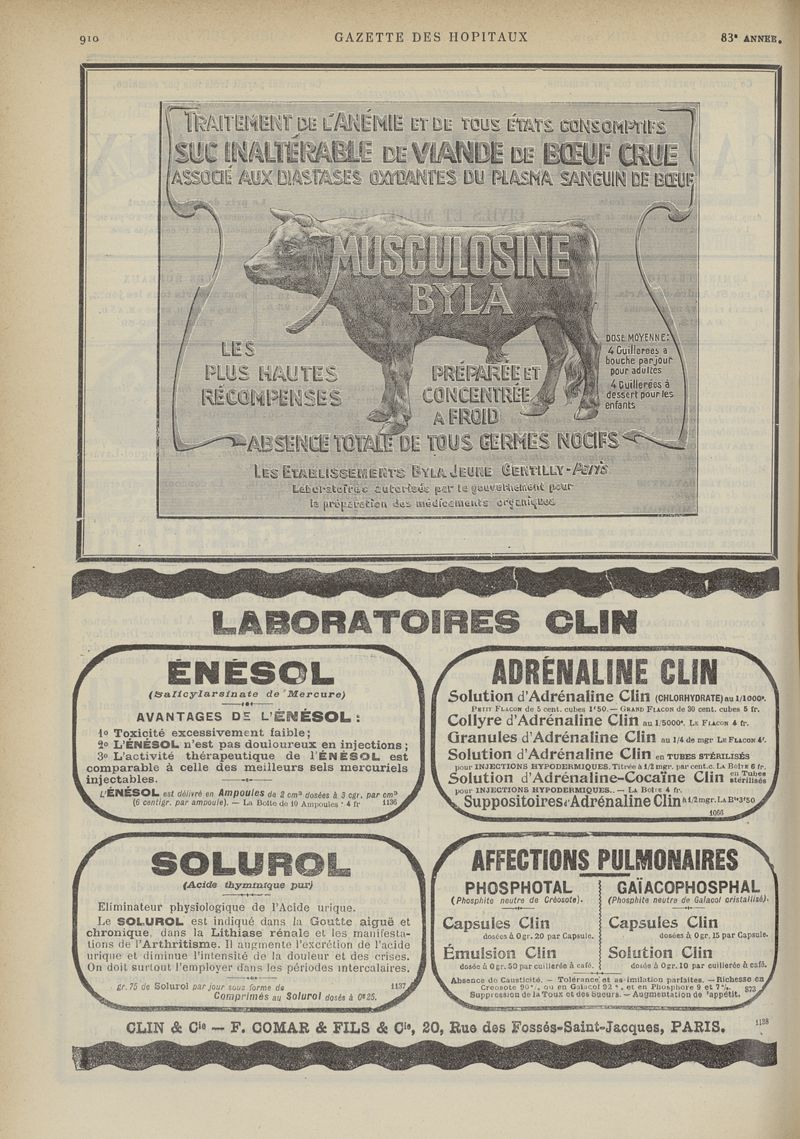 910
GAZETTE DES HOPITAUX
83e ANNEE.
TRAITEMENT DE L'ANÉMIE ET DE TOUS ÉTATS CONSOMPTIFS
SUC INALTÉRABLE DE VIANDE DE BŒUF CRUE
ASSOCIÉ AUX DIASTASES OXYDANTES DU PLASMA SANGUIN DE BŒUF
MUSCULOSINE
BYLA
LES
PLUS HAUTES
RÉCOMPENSES
PRÉPARÉE ET
CONCENTRÉE
A FROID
DOSE MOYENNE:
4 Cuillerées à
bouche par jour
pour adultes
4 Cuillerées à
dessert pour les
enfants
ABSENCE TOTALE DE TOUS GERMES NOCIFS
LES ETABLISSEMENTS BYLA JEUNE GENTILLY-Paris
Laboratoires autorisés par le gouvernement pour
la préparation des médicaments organiques
LABORATOIRES CLIN
ÉNÉSOL
(Salicylarsinate de Mercure)
AVANTAGES DE L'ÉNÉSOL :
1o Toxicité excessivement faible;
2o L'ÉNÉSOL n'est pas douloureux en injections ;
3o L'activité thérapeutique de l'ÉNÉSOL est
comparable à celle des meilleurs sels mercuriels
injectables.
L'ÉNÉSOL est délivré en Ampoules de 2 cm3 dosées à 3 cgr. par cm3
(6 centigr. par ampoule). — La Boîte de 10 Ampoules · 4 fr 1136
ADRÉNALINE CLIN
Solution d'Adrénaline Clin (CHLORHYDRATE) au 1/1000e.
PETIT FLACON de 5 cent. cubes 1f50. — GRAND FLACON de 30 cent. cubes 5 fr.
Collyre d'Adrénaline Clin au 1/5000e. LE FLACON 4 fr.
Granules d'Adrénaline Clin au 1/4 de mgr LE FLACON 4f.
Solution d'Adrénaline Clin EN TUBES STÉRILISÉS
pour INJECTIONS HYPODERMIQUES. Titrée à 1/2 mgr. par cent.c. LA BOITE 6 fr.
Solution d'Adrénaline-Cocaïne Clin en Tubes stérilisés
pour INJECTIONS HYPODERMIQUES.. — LA BOITE 4 fr.
Suppositoires d'Adrénaline Clin à 1/2 mgr. LA Bte 3f50
1066
SOLUROL
(Acide thyminique pur)
Eliminateur physiologique de l'Acide urique.
Le SOLUROL est indiqué dans la Goutte aiguë et
chronique, dans la Lithiase rénale et les manifesta-
tions de l'Arthritisme. Il augmente l'excrétion de l'acide
urique et diminue l'intensité de la douleur et des crises.
On doit surtout l'employer dans les périodes intercalaires.
gr. 75 de Solurol par jour sous forme de 1137
Comprimés au Solurol dosés à 0gr25.
AFFECTIONS PULMONAIRES
PHOSPHOTAL
(Phosphite neutre de Créosote).
Capsules Clin
dosées à 0 gr. 20 par Capsule.
Émulsion Clin
dosée à 0 gr. 50 par cuillerée à café.
GAÏACOPHOSPHAL
(Phosphite neutre de Gaïacol cristallisé).
Capsules Clin
dosées à 0 gr. 15 par Capsule.
Solution Clin
dosée à 0 gr. 10 par cuillerée à café.
Absence de Causticité. — Tolérance et assimilation parfaites. — Richesse en
Créosote 90 %, ou en Gaïacol 92 %, et en Phosphore 9 et 7 %. 873
Suppression de la Toux et des Sueurs. — Augmentation de l'appétit.
CLIN & Cie — F. COMAR & FILS & Cie, 20, Rue des Fossés-Saint-Jacques, PARIS. 1138